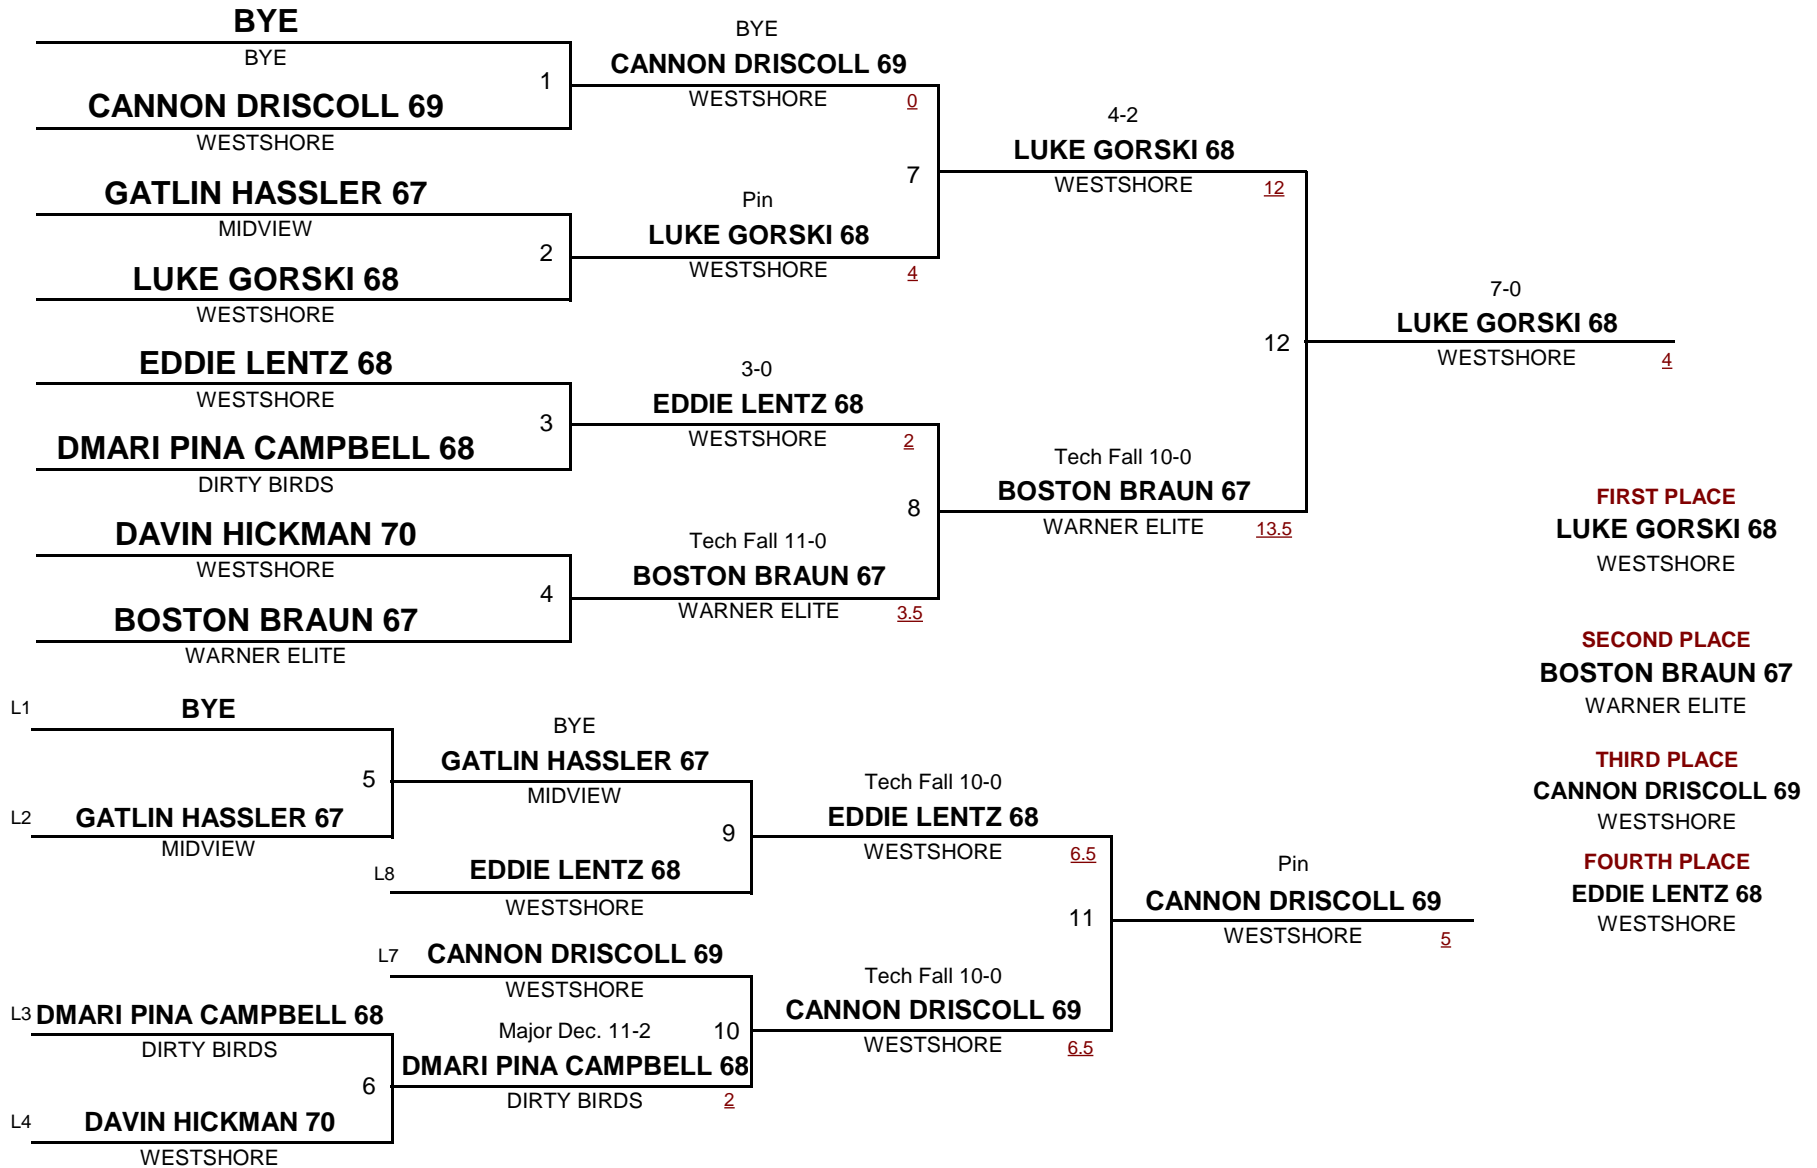 BYE
BYE
1
CANNON DRISCOLL 69
WESTSHORE
GATLIN HASSLER 67
MIDVIEW
2
LUKE GORSKI 68
WESTSHORE
EDDIE LENTZ 68
WESTSHORE
3
DMARI PINA CAMPBELL 68
DIRTY BIRDS
DAVIN HICKMAN 70
WESTSHORE
4
BOSTON BRAUN 67
WARNER ELITE
BYE
CANNON DRISCOLL 69
WESTSHORE 0
7
Pin
LUKE GORSKI 68
WESTSHORE 4
3-0
EDDIE LENTZ 68
WESTSHORE 2
8
Tech Fall 11-0
BOSTON BRAUN 67
WARNER ELITE 3.5
4-2
LUKE GORSKI 68
WESTSHORE 12
12
Tech Fall 10-0
BOSTON BRAUN 67
WARNER ELITE 13.5
7-0
LUKE GORSKI 68
WESTSHORE 4
FIRST PLACE
LUKE GORSKI 68
WESTSHORE
SECOND PLACE
BOSTON BRAUN 67
WARNER ELITE
THIRD PLACE
CANNON DRISCOLL 69
WESTSHORE
FOURTH PLACE
EDDIE LENTZ 68
WESTSHORE
L1 BYE
5
L2 GATLIN HASSLER 67
MIDVIEW
L3 DMARI PINA CAMPBELL 68
DIRTY BIRDS
6
L4 DAVIN HICKMAN 70
WESTSHORE
BYE
GATLIN HASSLER 67
MIDVIEW
9
L8 EDDIE LENTZ 68
WESTSHORE
L7 CANNON DRISCOLL 69
WESTSHORE
Major Dec. 11-2 10
DMARI PINA CAMPBELL 68
DIRTY BIRDS 2
Tech Fall 10-0
EDDIE LENTZ 68
WESTSHORE 6.5
11
Tech Fall 10-0
CANNON DRISCOLL 69
WESTSHORE 6.5
Pin
CANNON DRISCOLL 69
WESTSHORE 5